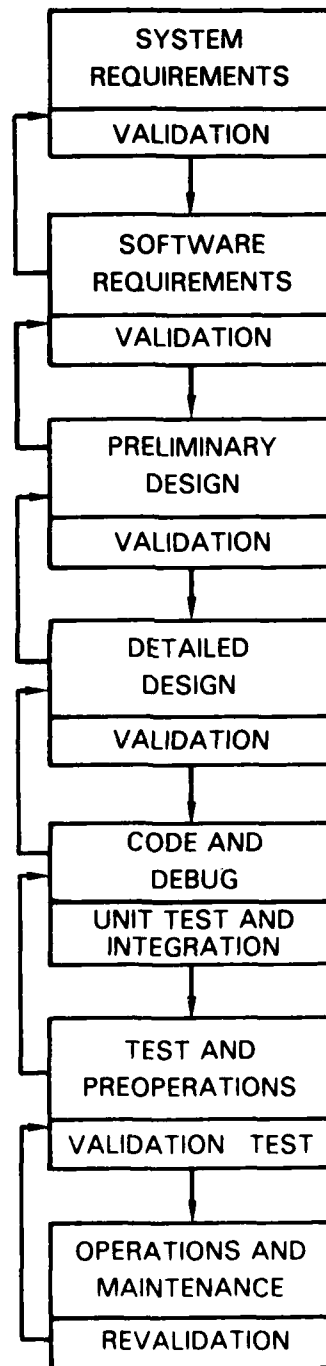 SYSTEM
REQUIREMENTS
VALIDATION
SOFTWARE
REQUIREMENTS
VALIDATION
PRELIMINARY
DESIGN
VALIDATION
DETAILED
DESIGN
VALIDATION
CODE AND
DEBUG
UNIT TEST AND
INTEGRATION
TEST AND
PREOPERATIONS
VALIDATION TEST
OPERATIONS AND
MAINTENANCE
REVALIDATION